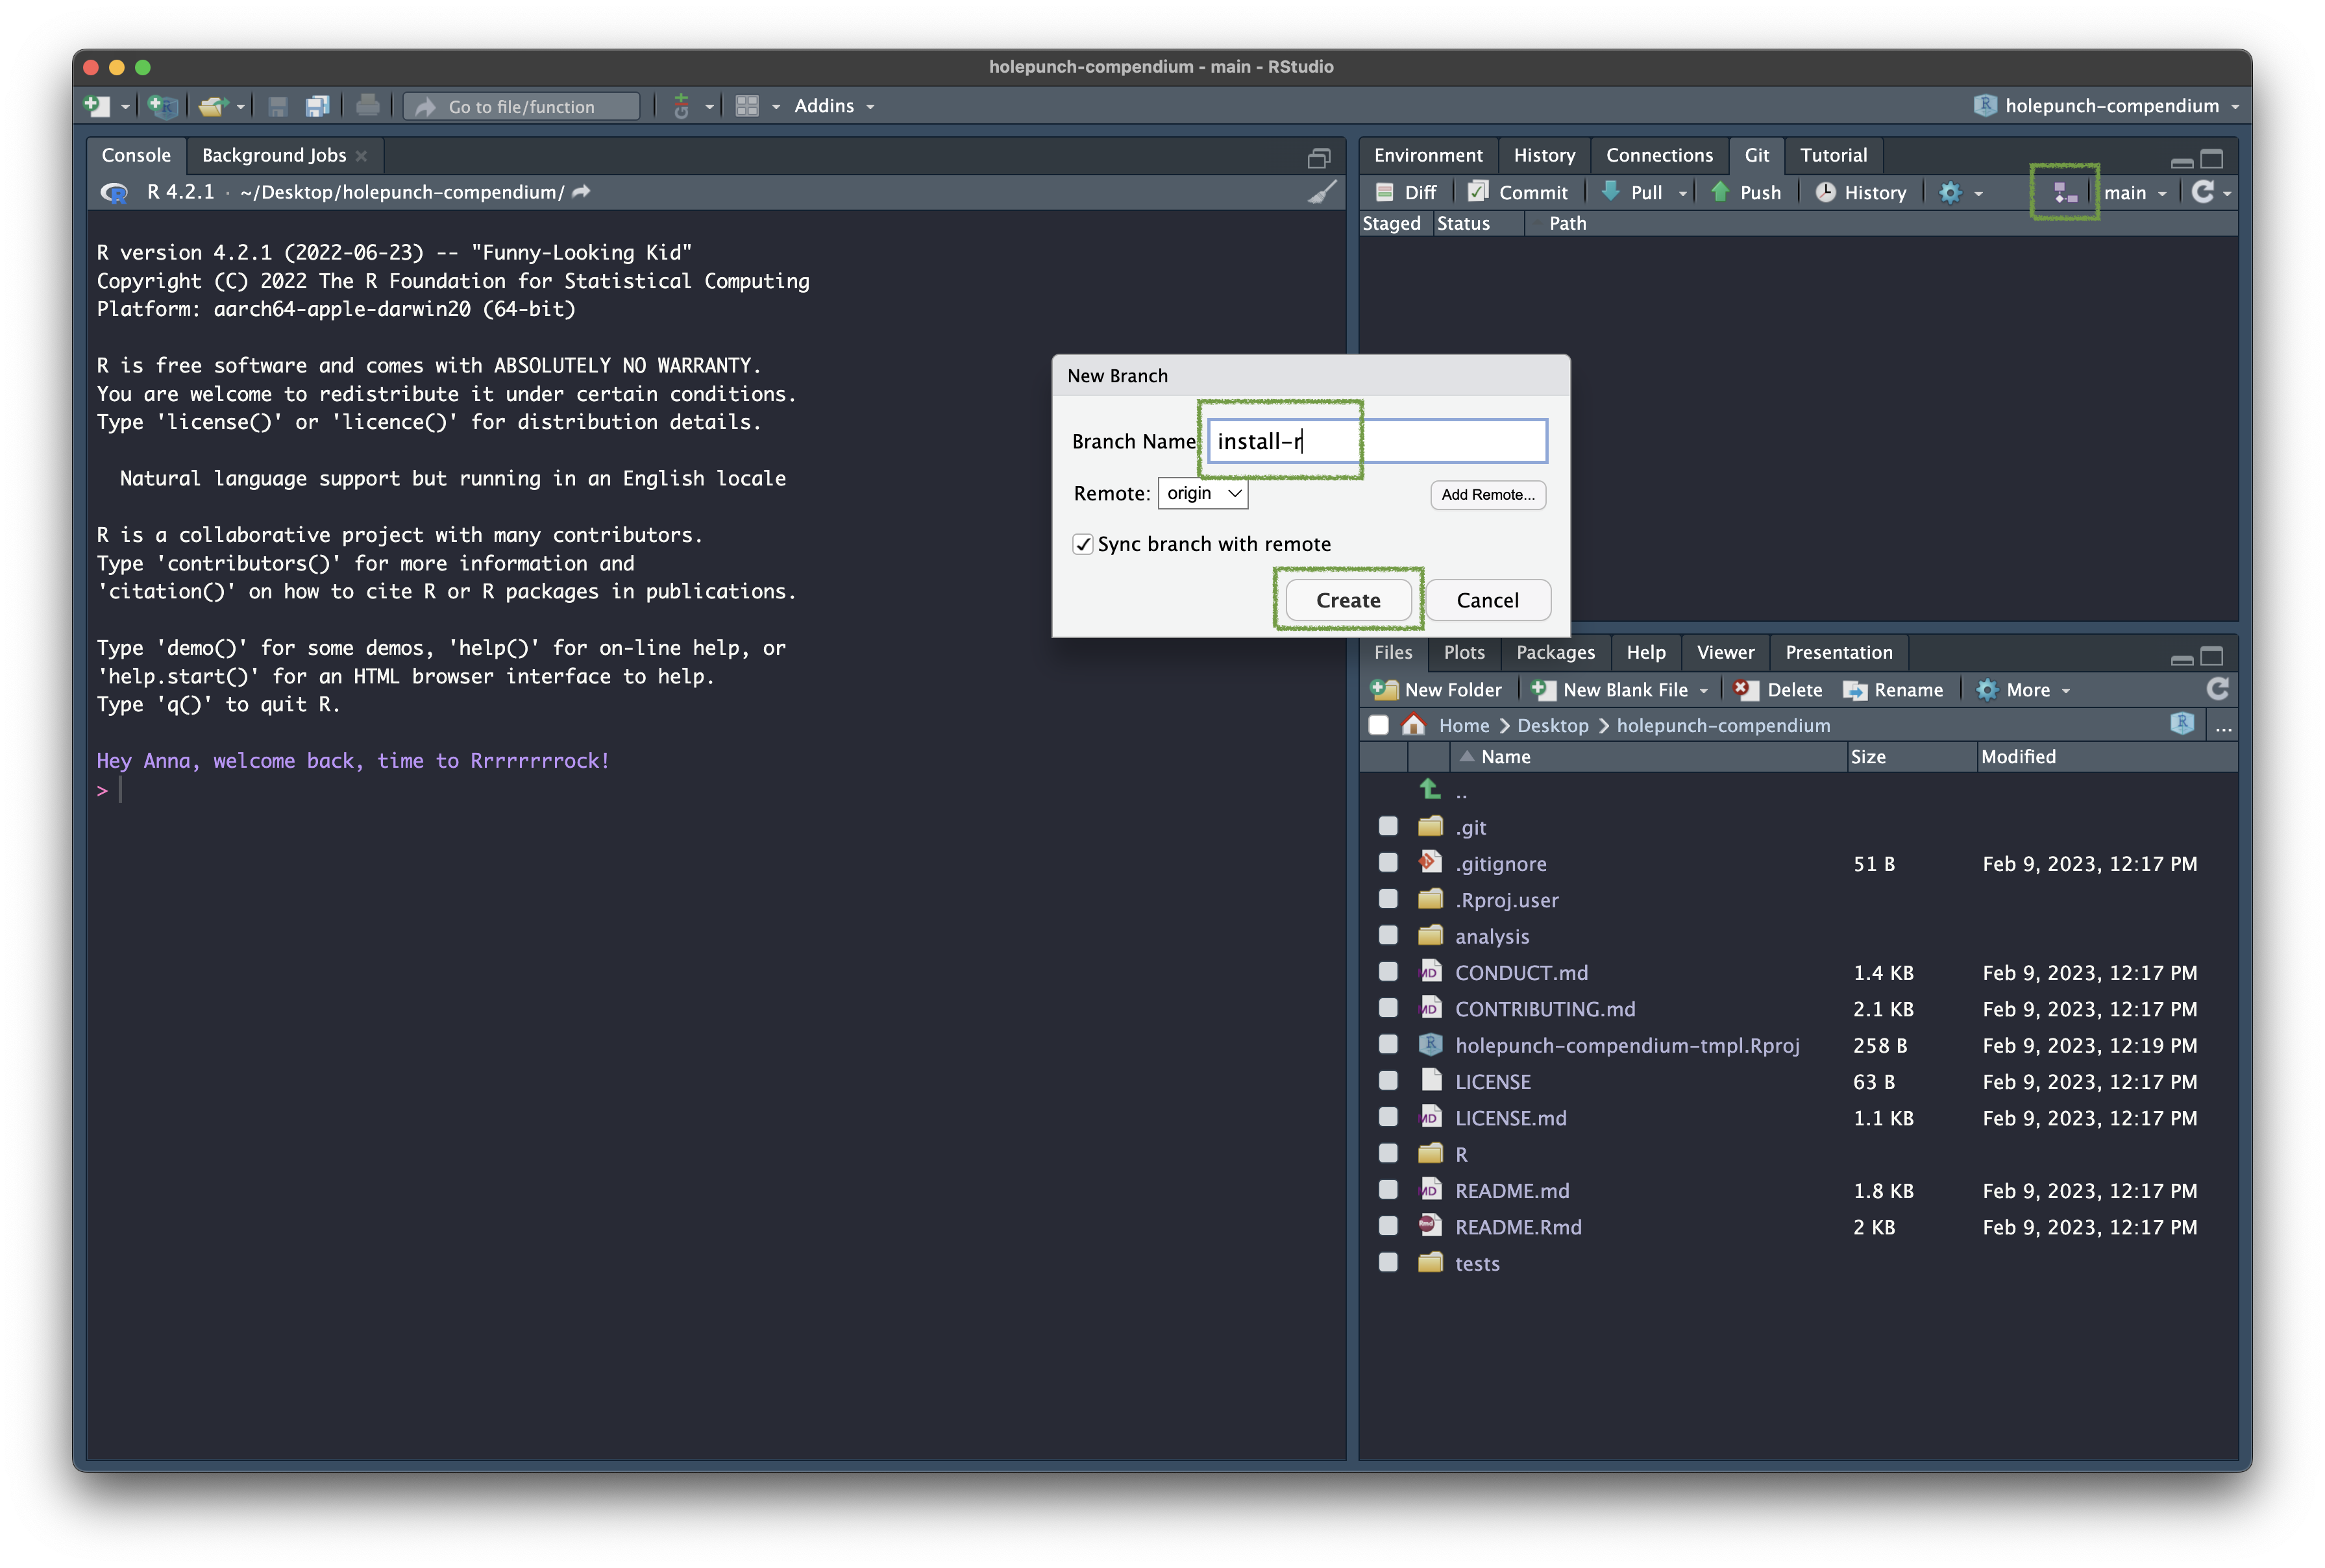 holepunch-compendium - main - RStudio
Go to file/function
Addins
holepunch-compendium
Console
Background Jobs
R 4.2.1 · ~/Desktop/holepunch-compendium/
R version 4.2.1 (2022-06-23) -- "Funny-Looking Kid"
Copyright (C) 2022 The R Foundation for Statistical Computing
Platform: aarch64-apple-darwin20 (64-bit)
R is free software and comes with ABSOLUTELY NO WARRANTY.
You are welcome to redistribute it under certain conditions.
Type 'license()' or 'licence()' for distribution details.
Natural language support but running in an English locale
R is a collaborative project with many contributors.
Type 'contributors()' for more information and
'citation()' on how to cite R or R packages in publications.
Type 'demo()' for some demos, 'help()' for on-line help, or
'help.start()' for an HTML browser interface to help.
Type 'q()' to quit R.
Hey Anna, welcome back, time to Rrrrrrrrock!
>
Environment History Connections Git Tutorial
Diff Commit Pull Push History main
Staged Status Path
New Branch
Branch Name install-r
Remote: origin Add Remote...
Sync branch with remote
Create Cancel
Files Plots Packages Help Viewer Presentation
New Folder New Blank File Delete Rename More
Home Desktop holepunch-compendium ...
Name Size Modified
..
.git
.gitignore 51 B Feb 9, 2023, 12:17 PM
.Rproj.user
analysis
MD CONDUCT.md 1.4 KB Feb 9, 2023, 12:17 PM
MD CONTRIBUTING.md 2.1 KB Feb 9, 2023, 12:17 PM
R holepunch-compendium-tmpl.Rproj 258 B Feb 9, 2023, 12:19 PM
LICENSE 63 B Feb 9, 2023, 12:17 PM
MD LICENSE.md 1.1 KB Feb 9, 2023, 12:17 PM
R
MD README.md 1.8 KB Feb 9, 2023, 12:17 PM
README.Rmd 2 KB Feb 9, 2023, 12:17 PM
tests